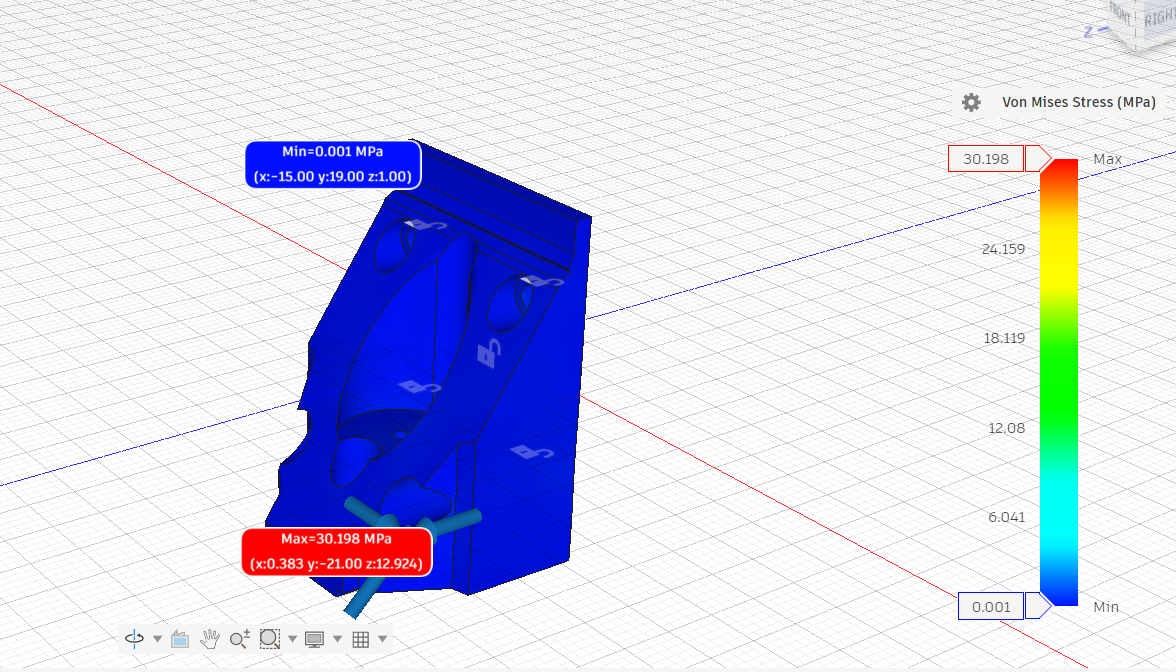 FRONT
RIGHT
Z
Von Mises Stress (MPa)
Min=0.001 MPa
(x:-15.00 y:19.00 z:1.00)
30.198
Max
24.159
18.119
12.08
6.041
Max=30.198 MPa
(x:0.383 y:-21.00 z:12.924)
0.001
Min